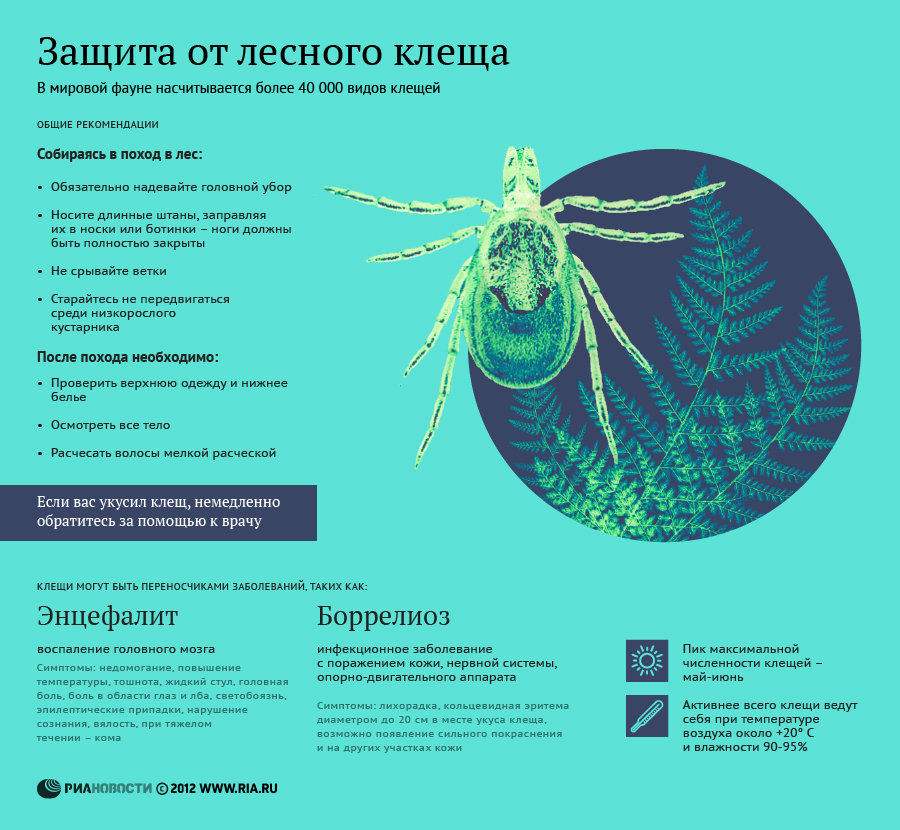 Защита от лесного клеща
В мировой фауне насчитывается более 40 000 видов клещей
ОБЩИЕ РЕКОМЕНДАЦИИ
Собираясь в поход в лес:
• Обязательно надевайте головной убор
• Носите длинные штаны, заправляя
их в носки или ботинки – ноги должны
быть полностью закрыты
• Не срывайте ветки
• Старайтесь не передвигаться
среди низкорослого
кустарника
После похода необходимо:
• Проверить верхнюю одежду и нижнее
белье
• Осмотреть все тело
• Расчесать волосы мелкой расческой
Если вас укусил клещ, немедленно
обратитесь за помощью к врачу
КЛЕЩИ МОГУТ БЫТЬ ПЕРЕНОСЧИКАМИ ЗАБОЛЕВАНИЙ, ТАКИХ КАК:
Энцефалит
воспаление головного мозга
Симптомы: недомогание, повышение
температуры, тошнота, жидкий стул, головная
боль, боль в области глаз и лба, светобоязнь,
эпилептические припадки, нарушение
сознания, вялость, при тяжелом
течении – кома
Боррелиоз
инфекционное заболевание
с поражением кожи, нервной системы,
опорно-двигательного аппарата
Симптомы: лихорадка, кольцевидная эритема
диаметром до 20 см в месте укуса клеща,
возможно появление сильного покраснения
и на других участках кожи
Пик максимальной
численности клещей –
май-июнь
Активнее всего клещи ведут
себя при температуре
воздуха около +20° С
и влажности 90-95%
РИАНОВОСТИ © 2012 WWW.RIA.RU